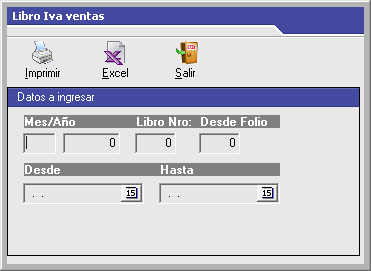 Libro Iva ventas
Imprimir Excel Salir
Datos a ingresar
Mes/Año Libro Nro: Desde Folio
0 0 0
Desde Hasta
. . 15 . . 15